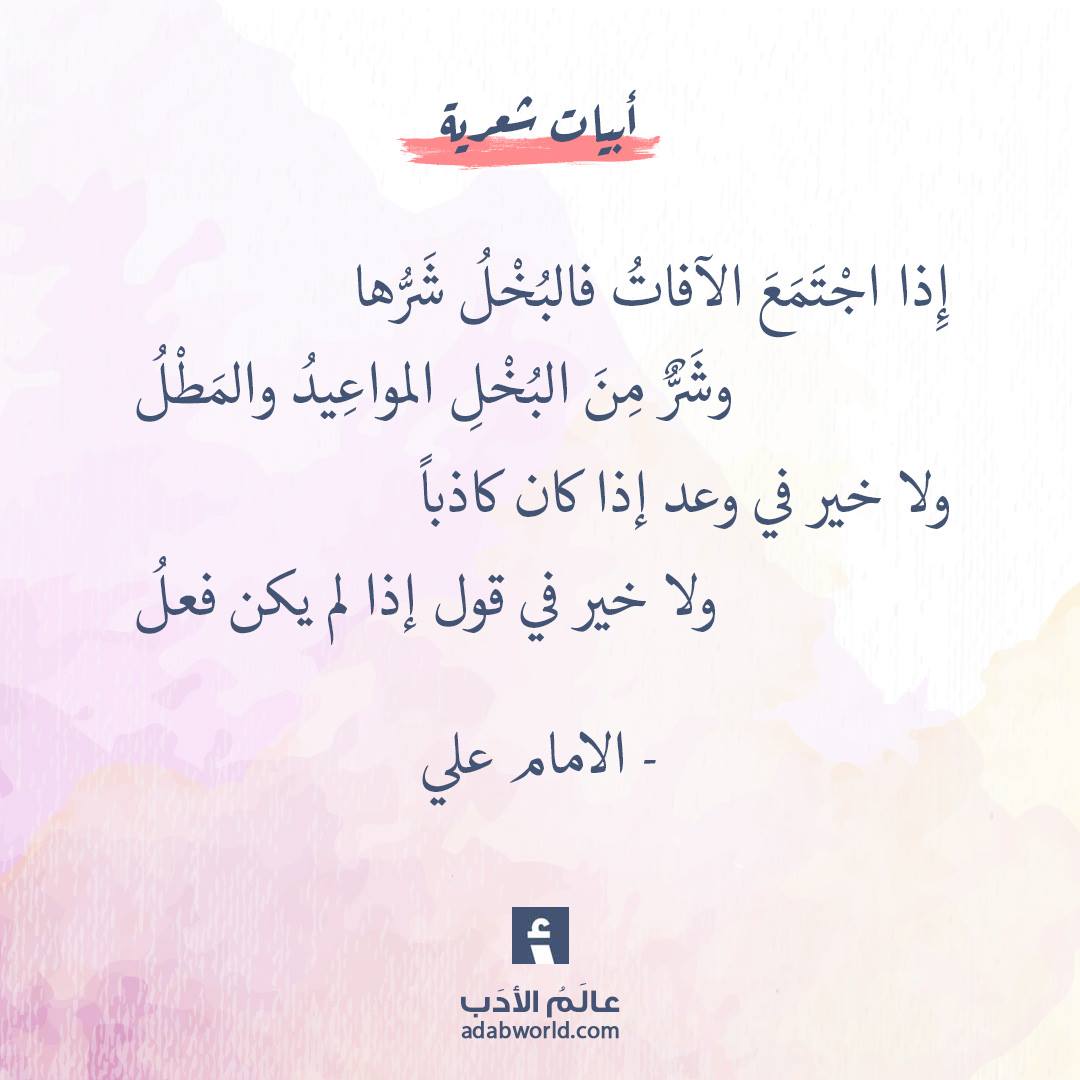 أبيات شعرية
إِذا اجْتَمَعَ الآفاتُ فالبُخْلُ شَرُّها
وشَرٌّ مِنَ البُخْلِ المواعِيدُ والمَطْلُ
ولا خير في وعد إذا كان كاذباً
ولا خير في قول إذا لم يكن فعلُ
- الامام علي
أ
عالَمُ الأدَب
adabworld.com